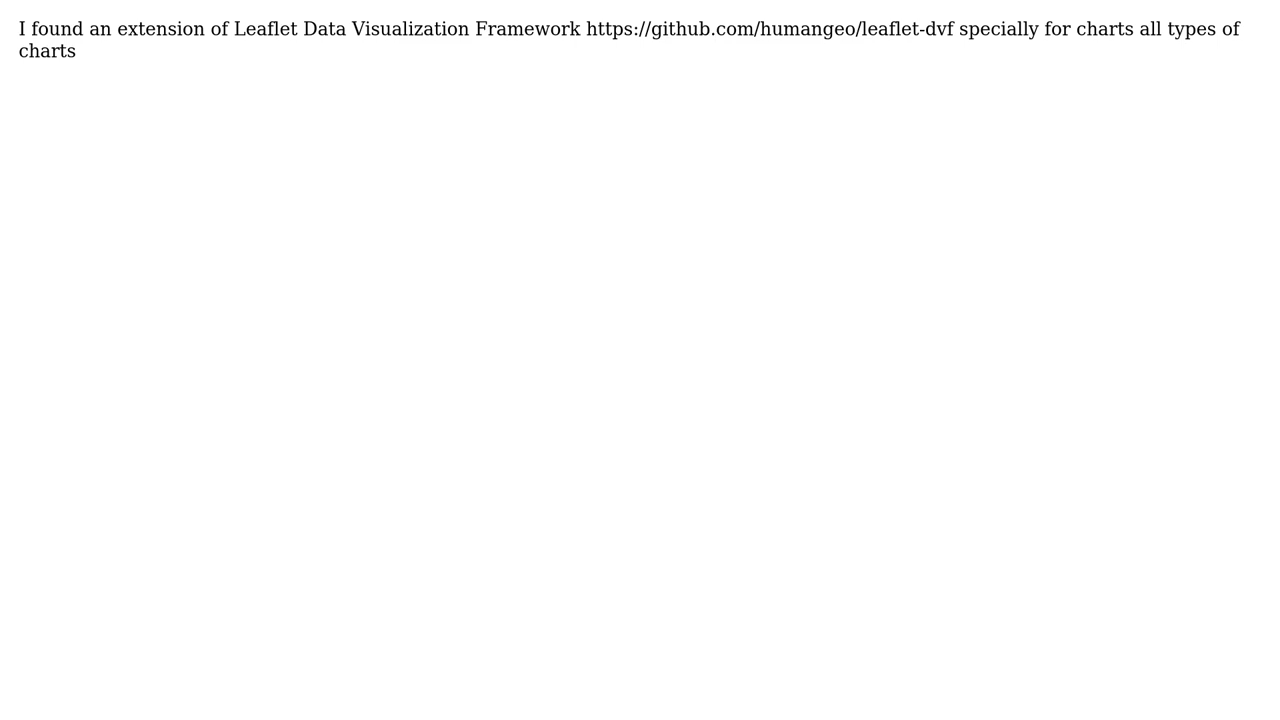 I found an extension of Leaflet Data Visualization Framework https://github.com/humangeo/leaflet-dvf specially for charts all types of
charts